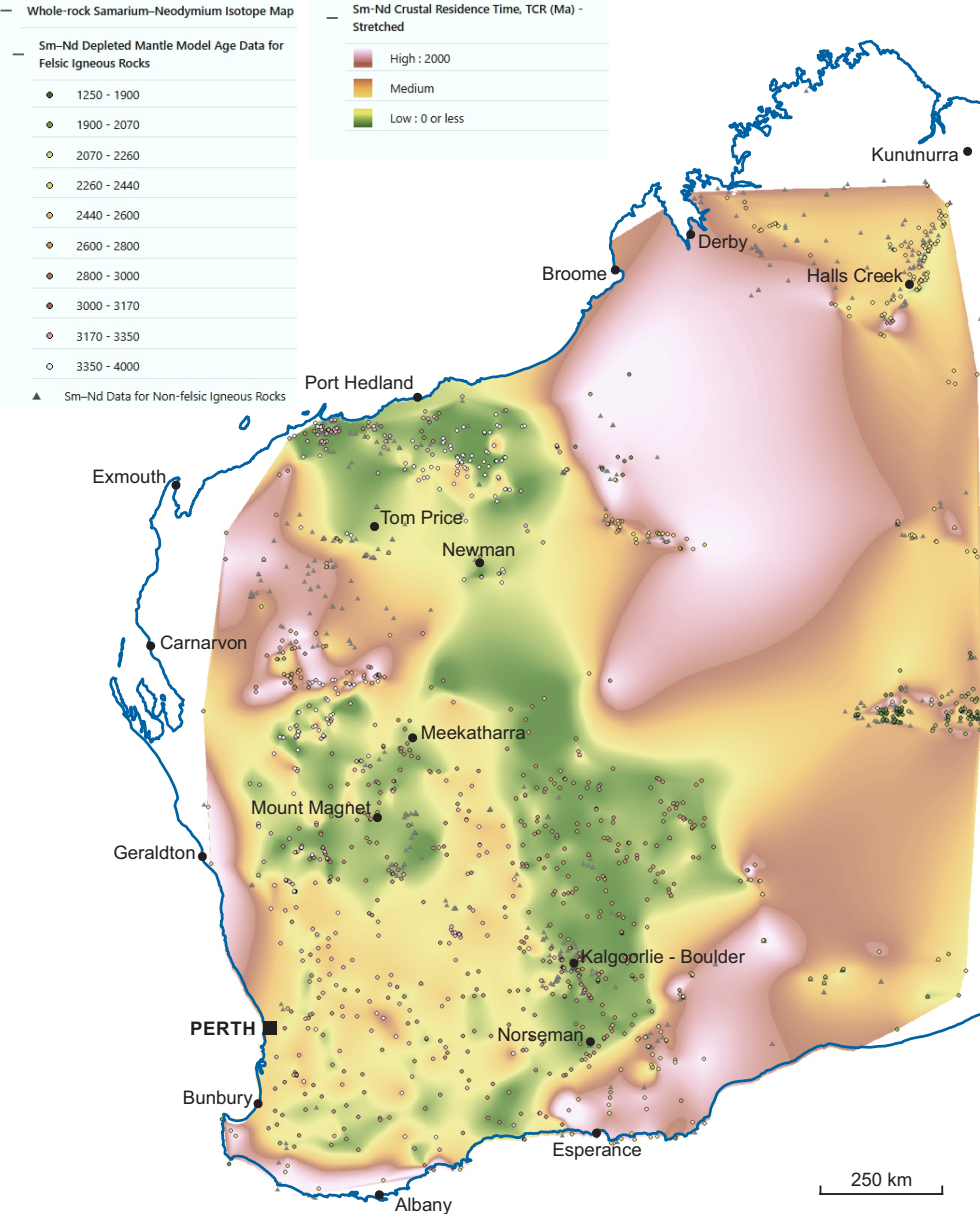 Whole-rock Samarium–Neodymium Isotope Map
Sm–Nd Depleted Mantle Model Age Data for
Felsic Igneous Rocks
1250 - 1900
1900 - 2070
2070 - 2260
2260 - 2440
2440 - 2600
2600 - 2800
2800 - 3000
3000 - 3170
3170 - 3350
3350 - 4000
Sm–Nd Data for Non-felsic Igneous Rocks
Sm-Nd Crustal Residence Time, TCR (Ma) -
Stretched
High : 2000
Medium
Low : 0 or less
Kununurra
Derby
Broome
Halls Creek
Port Hedland
Exmouth
Tom Price
Newman
Carnarvon
Meekatharra
Mount Magnet
Geraldton
Kalgoorlie - Boulder
PERTH
Norseman
Bunbury
Esperance
250 km
Albany